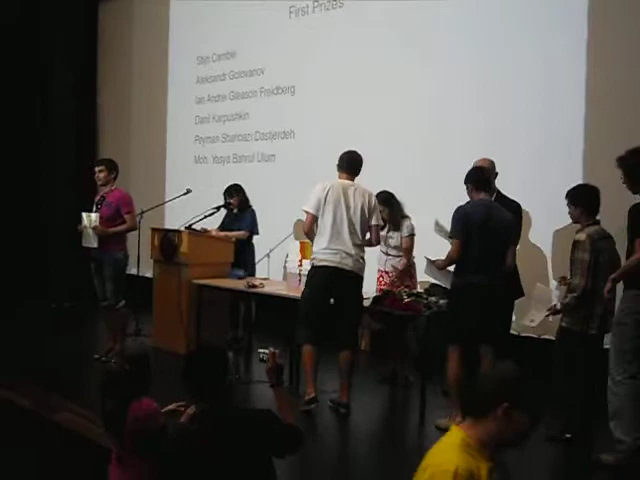 First Prizes
Stijn Cambie
Aleksandr Golovanov
Ian Andrei Gleason Freidberg
Danil Karpushkin
Peyman Shahbazi Dastjerdeh
Moh. Yasya Bahrul Ulum